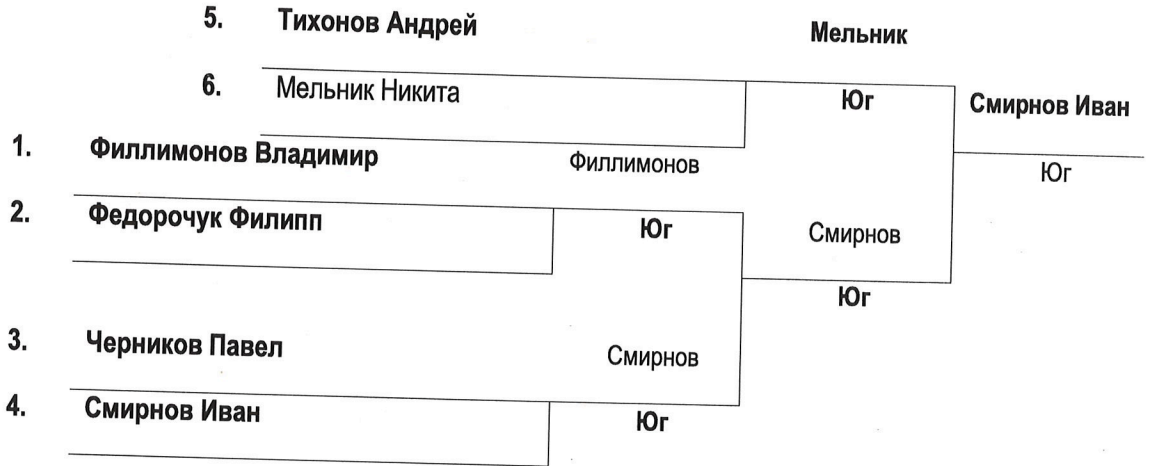 5. Тихонов Андрей
Мельник
6. Мельник Никита
Юг
Смирнов Иван
1. Филлимонов Владимир
Филлимонов
Юг
2. Федорочук Филипп
Юг
Смирнов
Юг
3. Черников Павел
Смирнов
4. Смирнов Иван
Юг